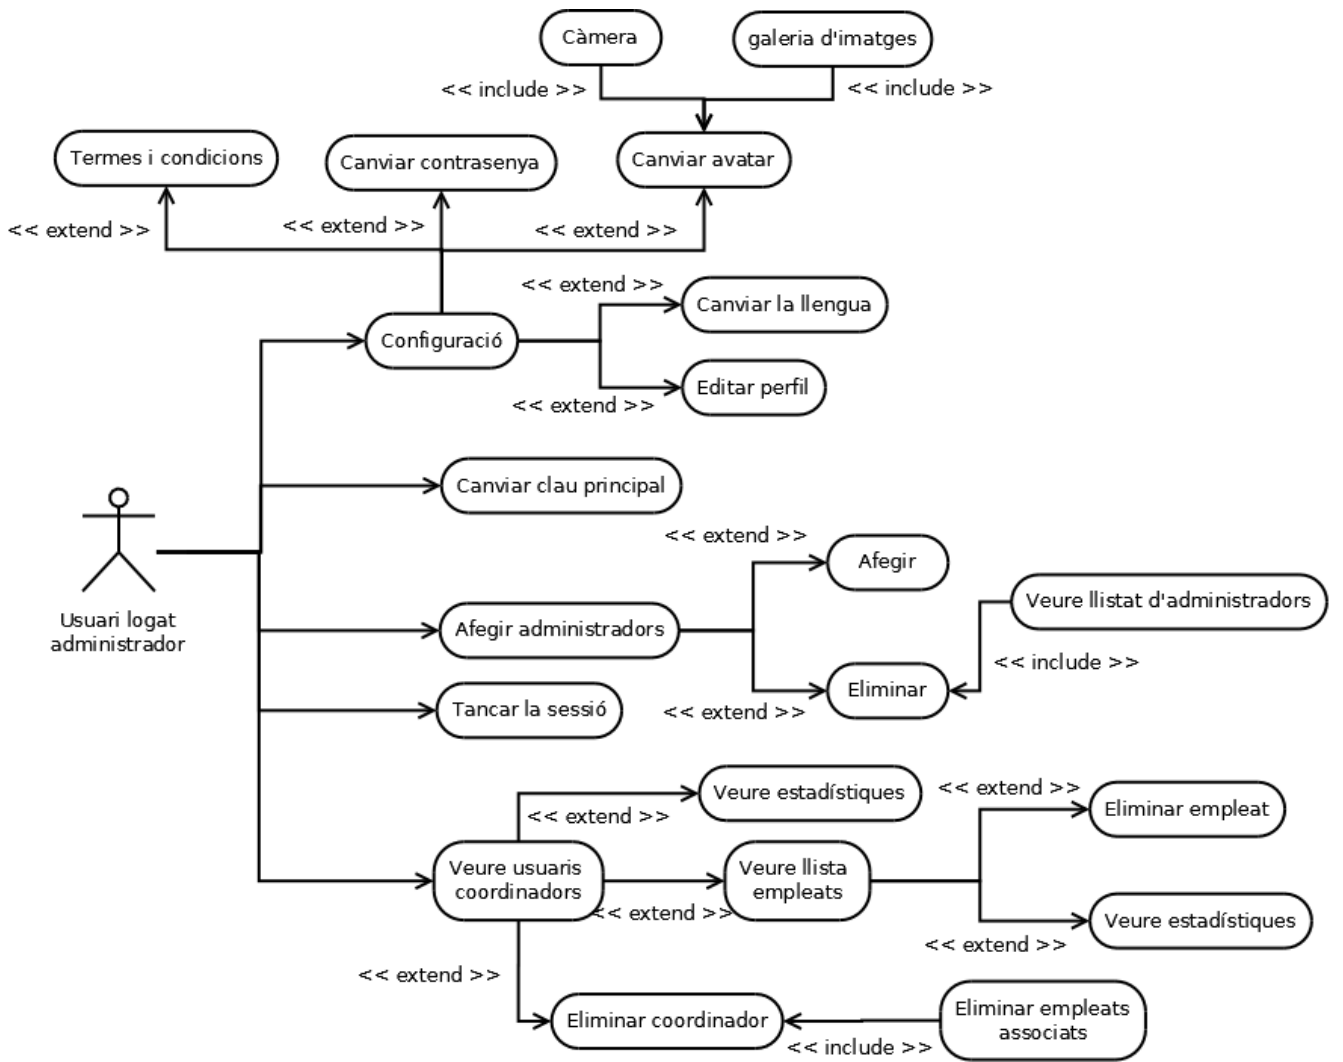 Càmera
galeria d'imatges
<< include >>
<< include >>
Termes i condicions
Canviar contrasenya
Canviar avatar
<< extend >>
<< extend >>
<< extend >>
<< extend >>
Canviar la llengua
Configuració
Editar perfil
<< extend >>
Canviar clau principal
<< extend >>
Afegir
Veure llistat d'administradors
Usuari logat
administrador
Afegir administradors
<< include >>
Eliminar
<< extend >>
Tancar la sessió
Veure estadístiques
<< extend >>
<< extend >>
Eliminar empleat
Veure usuaris
coordinadors
Veure llista
empleats
<< extend >>
Veure estadístiques
<< extend >>
<< extend >>
Eliminar coordinador
Eliminar empleats
associats
<< include >>